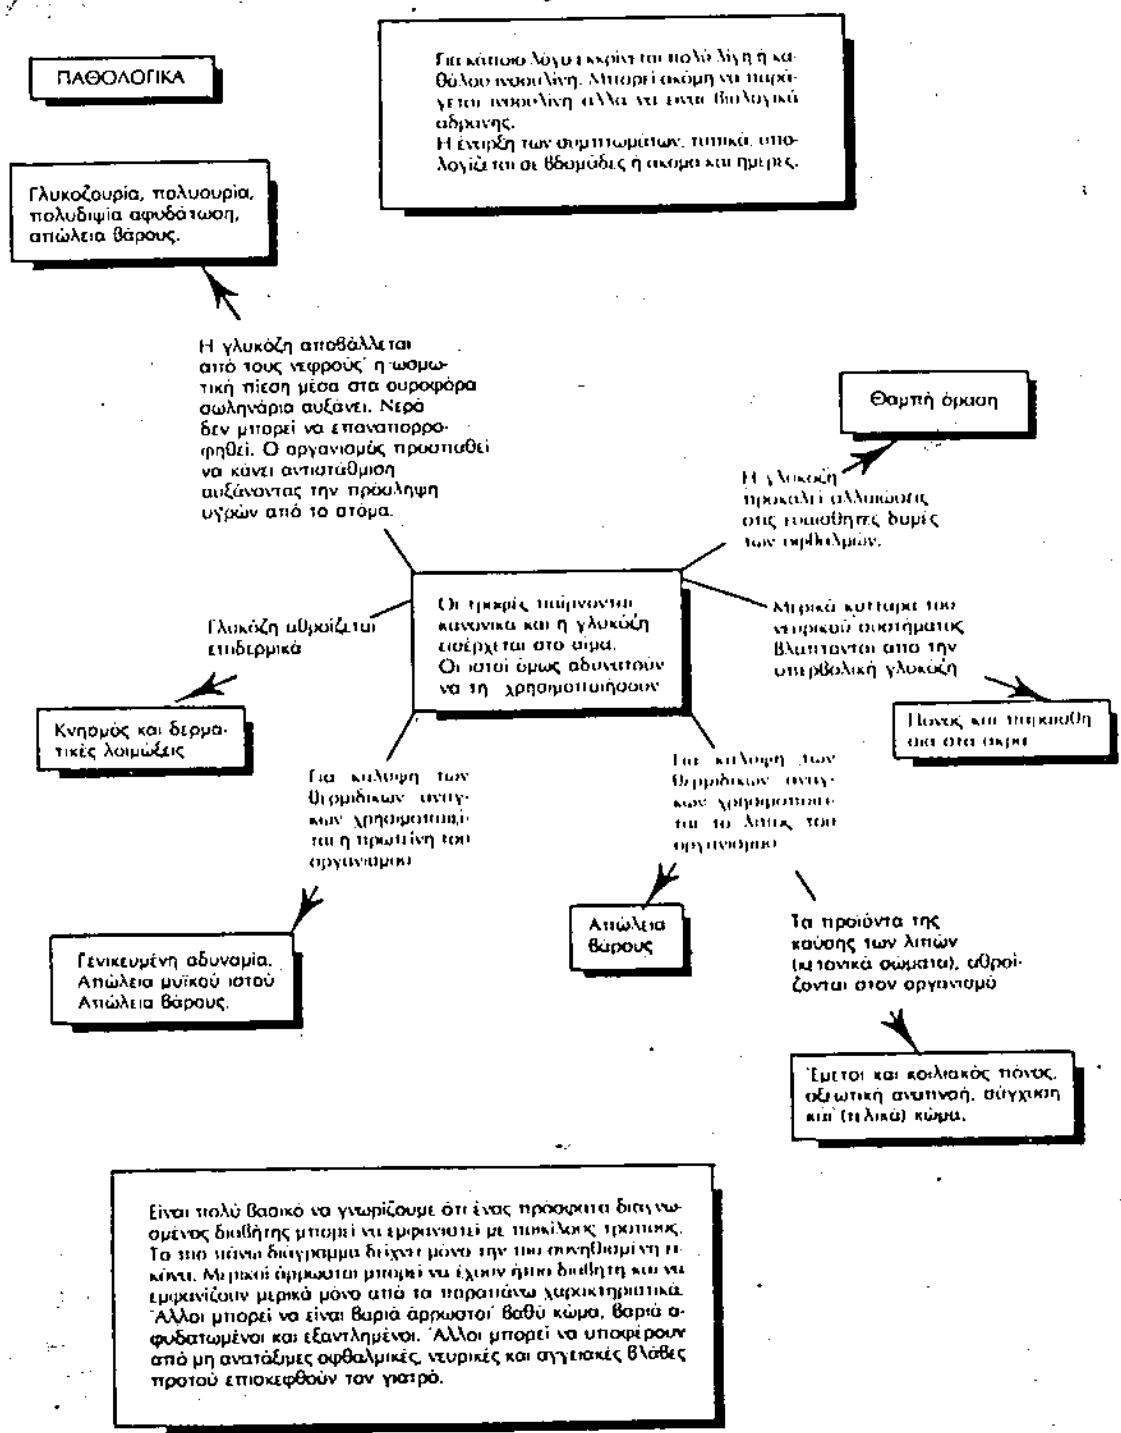 ΠΑΘΟΛΟΓΙΚΑ
Για κάποιο λόγο εκκρίνεται πολύ λίγη ή κα-
θόλου ινσουλίνη. Μπορεί ακόμη να παρά-
γεται ινσουλίνη αλλά να είναι βιολογικά
αδρανής.
Η έναρξη των συμπτωμάτων, τυπικά, υπο-
λογίζεται σε βδομάδες ή ακόμα και ημέρες.
Γλυκοζουρία, πολυουρία,
πολυδιψία αφυδάτωση,
απώλεια βάρους.
Η γλυκόζη αποβάλλεται
από τους νεφρούς· η ωσμω-
τική πίεση μέσα στα ουροφόρα
σωληνάρια αυξάνει. Νερό
δεν μπορεί να επαναπορρο-
φηθεί. Ο οργανισμός προσπαθεί
να κάνει αντιστάθμιση
αυξάνοντας την πρόσληψη
υγρών από το στόμα.
Θαμπή όραση
Η γλυκόζη
προκαλεί αλλοιώσεις
στις ευαίσθητες δομές
των οφθαλμών.
Οι τροφές παίρνονται
κανονικά και η γλυκόζη
εισέρχεται στο αίμα.
Οι ιστοί όμως αδυνατούν
να τη χρησιμοποιήσουν
Γλυκόζη αθροίζεται
επιδερμικά
Μερικά κύτταρα του
νευρικού συστήματος
βλάπτονται από την
υπερβολική γλυκόζη
Κνησμός και δερμα-
τικές λοιμώξεις
Πόνος και παραισθη
σία στα άκρα
Για κάλυψη των
θερμιδικών αναγ-
κών χρησιμοποιεί-
ται η πρωτεΐνη του
οργανισμού
Για κάλυψη των
θερμιδικών αναγ-
κών χρησιμοποιεί-
ται το λίπος του
οργανισμού
Γενικευμένη αδυναμία.
Απώλεια μυϊκού ιστού
Απώλεια βάρους.
Απώλεια
βάρους
Τα προϊόντα της
καύσης των λιπών
(κετονικά σώματα), αθροί-
ζονται στον οργανισμό
Έμετοι και κοιλιακός πόνος,
οξεωτική αναπνοή, σύγχυση
και (τελικά) κώμα.
Είναι πολύ βασικό να γνωρίζουμε ότι ένας πρόσφατα διαγνω-
σμένος διαβήτης μπορεί να εμφανιστεί με ποικίλους τρόπους.
Το πιο πάνω διάγραμμα δείχνει μόνο την πιο συνηθισμένη ει-
κόνα. Μερικοί άρρωστοι μπορεί να έχουν ήπιο διαβήτη και να
εμφανίζουν μερικά μόνο από τα παραπάνω χαρακτηριστικά.
Άλλοι μπορεί να είναι βαριά άρρωστοι· βαθύ κώμα, βαριά α-
φυδατωμένοι και εξαντλημένοι. Άλλοι μπορεί να υποφέρουν
από μη ανατάξιμες οφθαλμικές, νευρικές και αγγειακές βλάβες
προτού επισκεφθούν τον γιατρό.